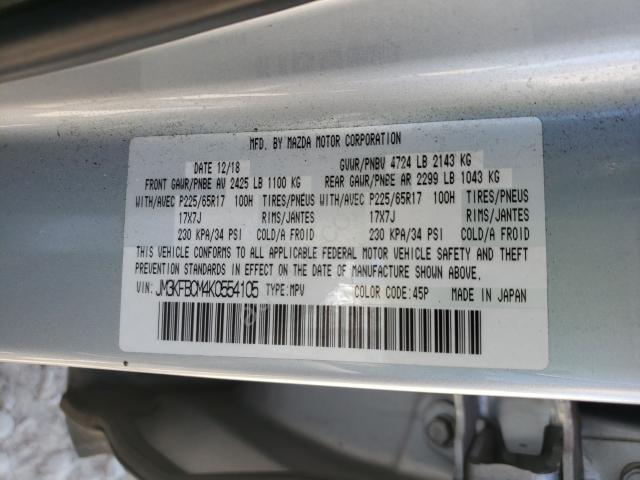 MFD. BY MAZDA MOTOR CORPORATION
DATE 12/18 GVWR/PNBV 4724 LB 2143 KG
FRONT GAWR/PNBE AV 2425 LB 1100 KG REAR GAWR/PNBE AR 2299 LB 1043 KG
WITH/AVEC P225/65R17 100H TIRES/PNEUS WITH/AVEC P225/65R17 100H TIRES/PNEUS
17X7J RIMS/JANTES 17X7J RIMS/JANTES
230 KPA/34 PSI COLD/A FROID 230 KPA/34 PSI COLD/A FROID
THIS VEHICLE CONFORMS TO ALL APPLICABLE FEDERAL MOTOR VEHICLE SAFETY AND THEFT
PREVENTION STANDARDS IN EFFECT ON THE DATE OF MANUFACTURE SHOWN ABOVE.
JM3KFBCM4K0554105 TYPE:MPV COLOR CODE:45P MADE IN JAPAN